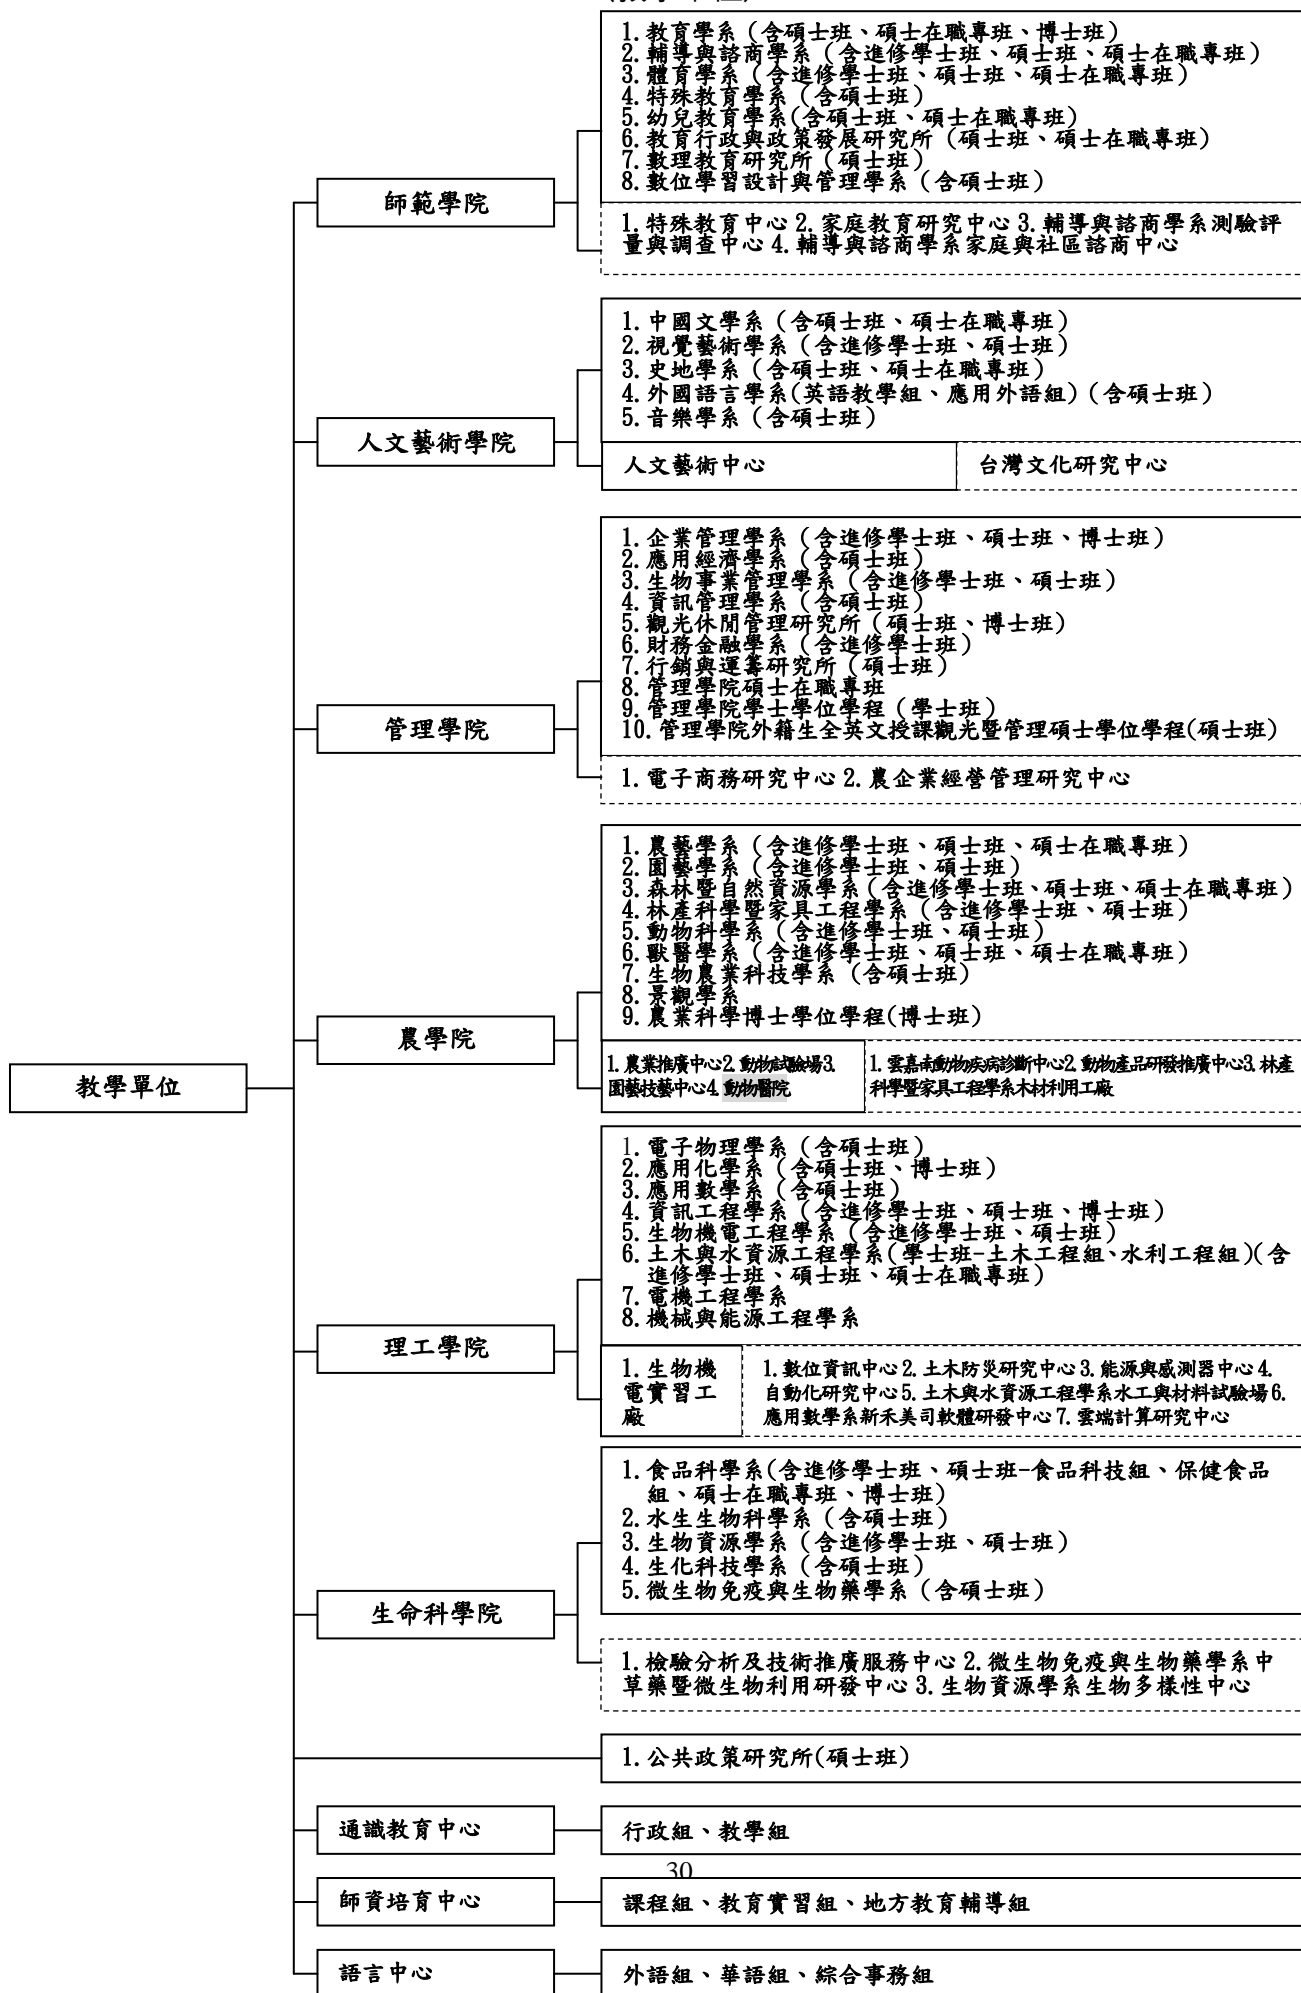 1.教育學系（含碩士班、碩士在職專班、博士班）
2.輔導與諮商學系（含進修學士班、碩士班、碩士在職專班）
3.體育學系（含進修學士班、碩士班、碩士在職專班）
4.特殊教育學系（含碩士班）
5.幼兒教育學系(含碩士班、碩士在職專班)
6.教育行政與政策發展研究所（碩士班、碩士在職專班）
7.數理教育研究所（碩士班）
8.數位學習設計與管理學系（含碩士班）
師範學院
1.特殊教育中心 2.家庭教育研究中心 3.輔導與諮商學系測驗評
量與調查中心 4.輔導與諮商學系家庭與社區諮商中心
1.中國文學系（含碩士班、碩士在職專班）
2.視覺藝術學系（含進修學士班、碩士班）
3.史地學系（含碩士班、碩士在職專班）
4.外國語言學系(英語教學組、應用外語組)（含碩士班）
5.音樂學系（含碩士班）
人文藝術學院
人文藝術中心
台灣文化研究中心
1.企業管理學系（含進修學士班、碩士班、博士班）
2.應用經濟學系（含碩士班）
3.生物事業管理學系（含進修學士班、碩士班）
4.資訊管理學系（含碩士班）
5.觀光休閒管理研究所（碩士班、博士班）
6.財務金融學系（含進修學士班）
7.行銷與運籌研究所（碩士班）
8.管理學院碩士在職專班
9.管理學院學士學位學程（學士班）
10.管理學院外籍生全英文授課觀光暨管理碩士學位學程(碩士班)
管理學院
1.電子商務研究中心 2.農企業經營管理研究中心
1.農藝學系（含進修學士班、碩士班、碩士在職專班）
2.園藝學系（含進修學士班、碩士班）
3.森林暨自然資源學系(含進修學士班、碩士班、碩士在職專班）
4.林產科學暨家具工程學系（含進修學士班、碩士班）
5.動物科學系（含進修學士班、碩士班）
6.獸醫學系（含進修學士班、碩士班、碩士在職專班）
7.生物農業科技學系（含碩士班）
8.景觀學系
9.農業科學博士學位學程(博士班)
農學院
1.農業推廣中心2.動物試驗場3.
園藝技藝中心4.動物醫院
1.雲嘉南動物疾病診斷中心2.動物產品研發推廣中心3.林產
科學暨家具工程學系木材利用工廠
教學單位
1.電子物理學系（含碩士班）
2.應用化學系（含碩士班、博士班）
3.應用數學系（含碩士班）
4.資訊工程學系（含進修學士班、碩士班、博士班）
5.生物機電工程學系（含進修學士班、碩士班）
6.土木與水資源工程學系(學士班-土木工程組、水利工程組)(含
進修學士班、碩士班、碩士在職專班）
7.電機工程學系
8.機械與能源工程學系
理工學院
1.生物機
電實習工
廠
1.數位資訊中心 2.土木防災研究中心 3.能源與感測器中心 4.
自動化研究中心 5.土木與水資源工程學系水工與材料試驗場 6.
應用數學系新禾美司軟體研發中心 7.雲端計算研究中心
1.食品科學系(含進修學士班、碩士班-食品科技組、保健食品
組、碩士在職專班、博士班）
2.水生生物科學系（含碩士班）
3.生物資源學系（含進修學士班、碩士班）
4.生化科技學系（含碩士班）
5.微生物免疫與生物藥學系（含碩士班）
生命科學院
1.檢驗分析及技術推廣服務中心 2.微生物免疫與生物藥學系中
草藥暨微生物利用研發中心 3.生物資源學系生物多樣性中心
1.公共政策研究所(碩士班)
通識教育中心
行政組、教學組
30
師資培育中心
課程組、教育實習組、地方教育輔導組
語言中心
外語組、華語組、綜合事務組